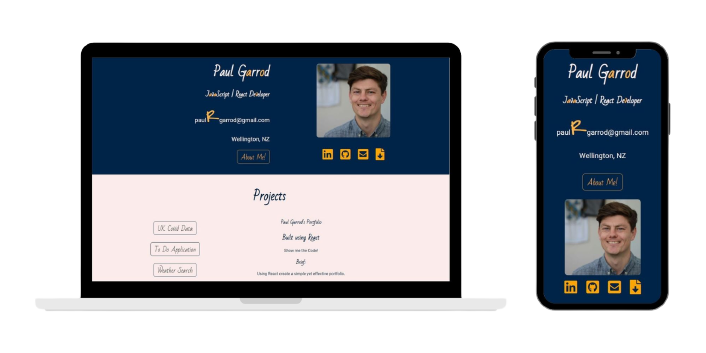 Paul Garrod
JavaScript | React Developer
paulRgarrod@gmail.com
Wellington, NZ
About Me!
Projects
UK Covid Data
To Do Application
Weather Search
Paul Garrod's Portfolio
Built using React
Show me the Code!
Brief:
Using React create a simple yet effective portfolio.
Paul Garrod
JavaScript | React Developer
paulRgarrod@gmail.com
Wellington, NZ
About Me!